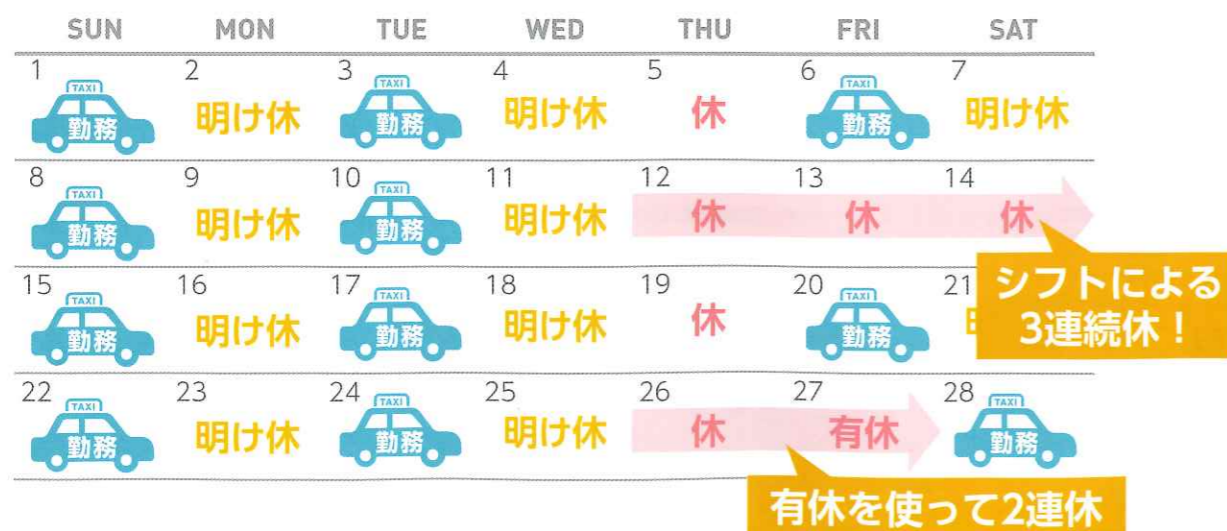 SUN MON TUE WED THU FRI SAT
1 2 3 4 5 6 7
TAXI TAXI TAXI
勤務 明け休 勤務 明け休 休 勤務 明け休
8 9 10 11 12 13 14
TAXI TAXI
勤務 明け休 勤務 明け休 休 休 休
シフトによる
3連続休！
15 16 17 18 19 20 21
TAXI TAXI TAXI
勤務 明け休 勤務 明け休 休 勤務
22 23 24 25 26 27 28
TAXI TAXI TAXI
勤務 明け休 勤務 明け休 休 有休 勤務
有休を使って2連休